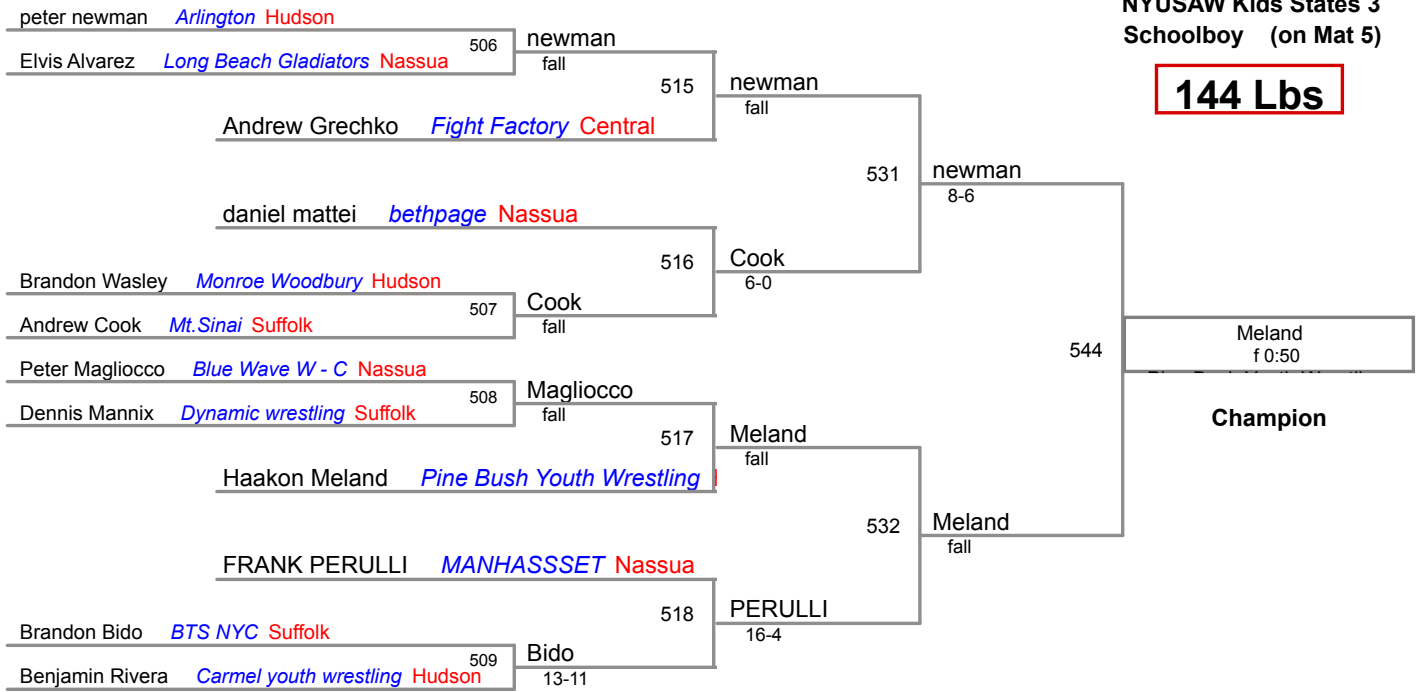 NYUSAW Kids States 3
Schoolboy (on Mat 5)
144 Lbs
peter newman Arlington Hudson
506
Elvis Alvarez Long Beach Gladiators Nassua
newman
fall
515
Andrew Grechko Fight Factory Central
newman
fall
531
daniel mattei bethpage Nassua
516
Brandon Wasley Monroe Woodbury Hudson
507
Andrew Cook Mt.Sinai Suffolk
Cook
fall
Cook
6-0
newman
8-6
544
Peter Magliocco Blue Wave W - C Nassua
508
Dennis Mannix Dynamic wrestling Suffolk
Magliocco
fall
517
Haakon Meland Pine Bush Youth Wrestling
Meland
fall
532
FRANK PERULLI MANHASSSET Nassua
518
Brandon Bido BTS NYC Suffolk
509
Benjamin Rivera Carmel youth wrestling Hudson
Bido
13-11
PERULLI
16-4
Meland
fall
Meland
f 0:50
Champion